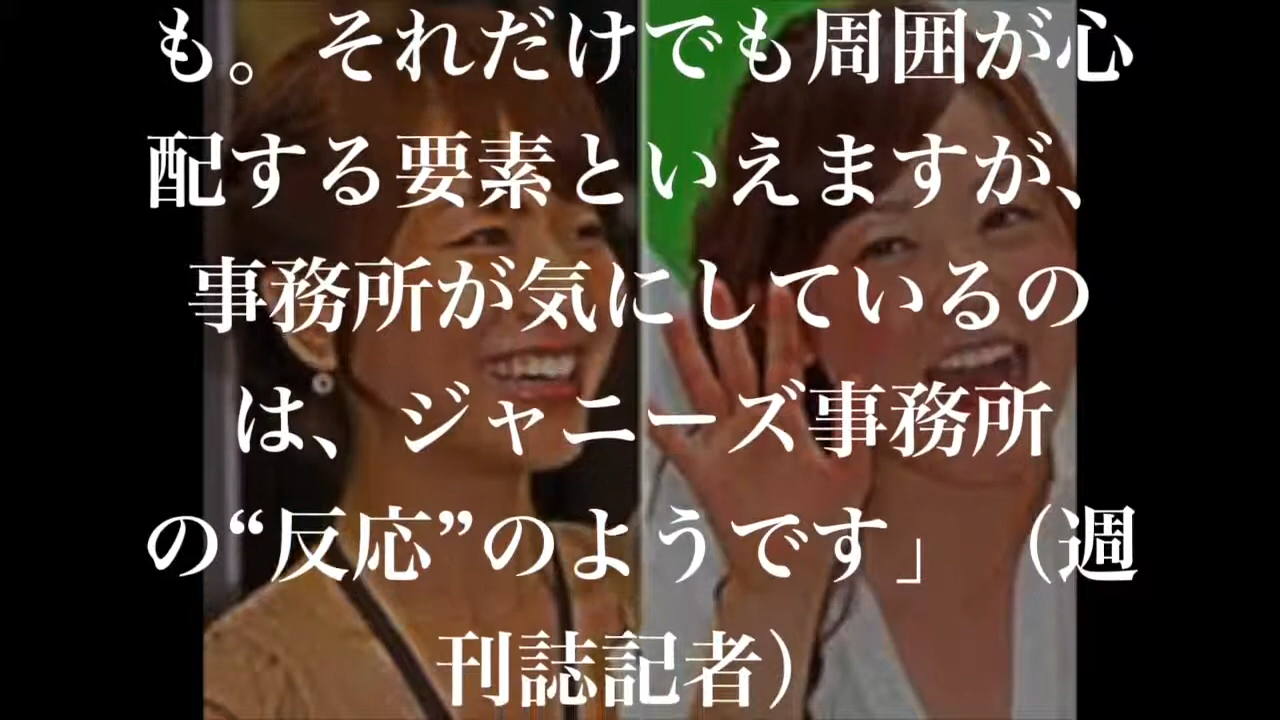 も。それだけでも周囲が心
配する要素といえますが、
事務所が気にしているの
は、ジャニーズ事務所
の“反応”のようです」（週
刊誌記者）